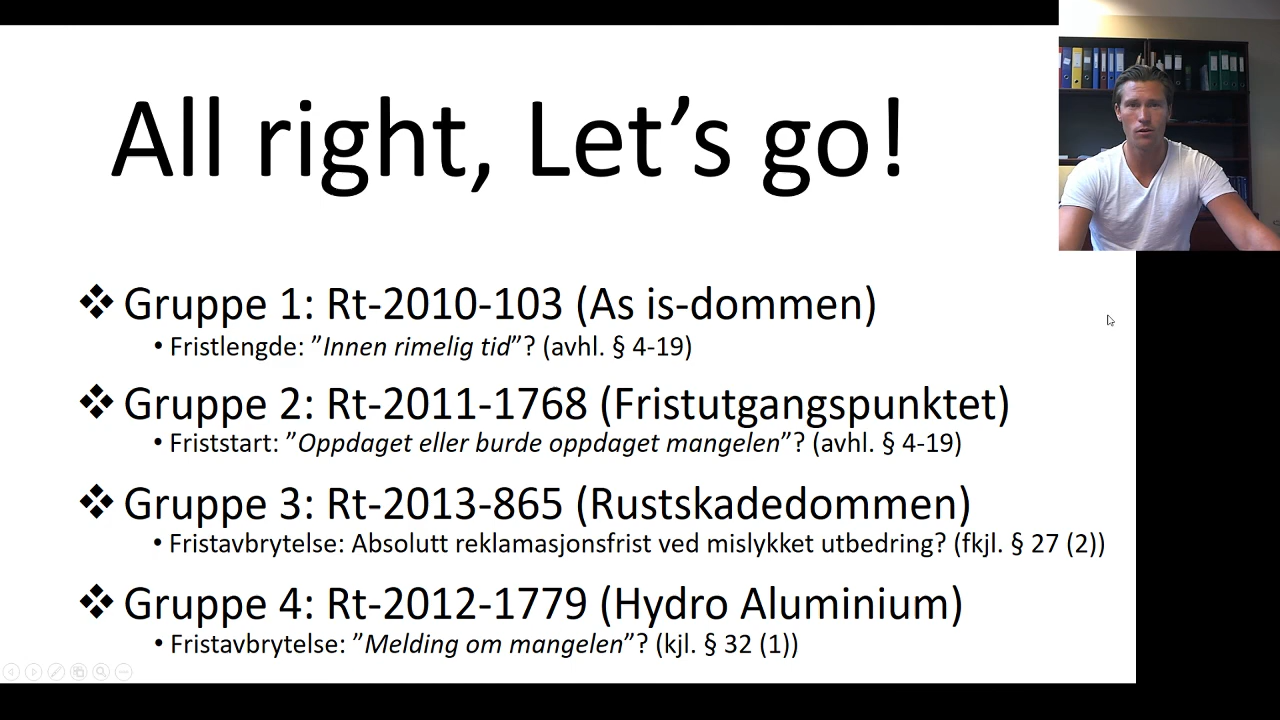 All right, Let’s go!
❖ Gruppe 1: Rt-2010-103 (As is-dommen)
• Fristlengde: ”Innen rimelig tid”? (avhl. § 4-19)
❖ Gruppe 2: Rt-2011-1768 (Fristutgangspunktet)
• Friststart: ”Oppdaget eller burde oppdaget mangelen”? (avhl. § 4-19)
❖ Gruppe 3: Rt-2013-865 (Rustskadedommen)
• Fristavbrytelse: Absolutt reklamasjonsfrist ved mislykket utbedring? (fkjl. § 27 (2))
❖ Gruppe 4: Rt-2012-1779 (Hydro Aluminium)
• Fristavbrytelse: ”Melding om mangelen”? (kjl. § 32 (1))